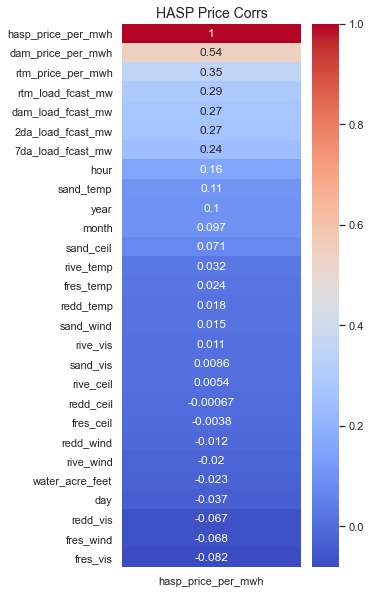 HASP Price Corrs
hasp_price_per_mwh 1
dam_price_per_mwh 0.54
rtm_price_per_mwh 0.35
rtm_load_fcast_mw 0.29
dam_load_fcast_mw 0.27
2da_load_fcast_mw 0.27
7da_load_fcast_mw 0.24
hour 0.16
sand_temp 0.11
year 0.1
month 0.097
sand_ceil 0.071
rive_temp 0.032
fres_temp 0.024
redd_temp 0.018
sand_wind 0.015
rive_vis 0.011
sand_vis 0.0086
rive_ceil 0.0054
redd_ceil -0.00067
fres_ceil -0.0038
redd_wind -0.012
rive_wind -0.02
water_acre_feet -0.023
day -0.037
redd_vis -0.067
fres_wind -0.068
fres_vis -0.082
hasp_price_per_mwh
1.0
0.8
0.6
0.4
0.2
0.0